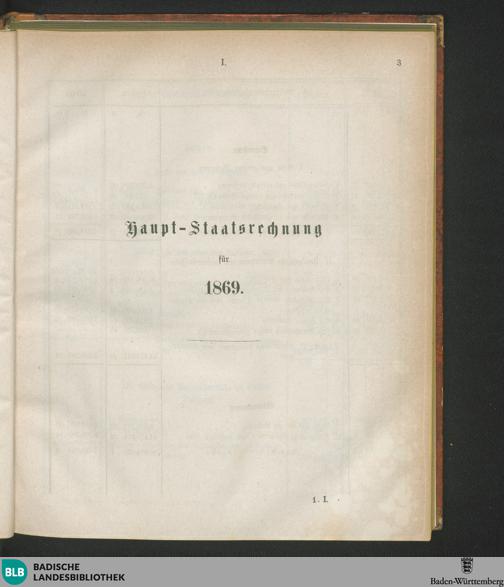 I.
3
Haupt-Staatsrechnung
für
1869.
1. I.
BLB
BADISCHE
LANDESBIBLIOTHEK
Baden-Württemberg